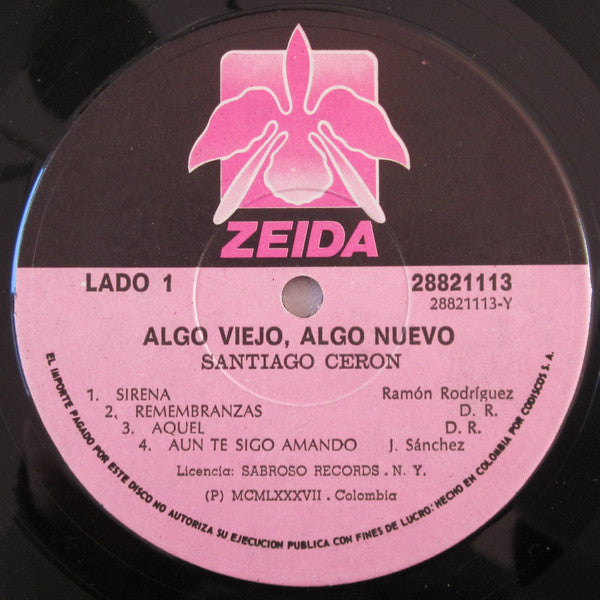 ZEIDA
LADO 1
28821113
28821113-Y
ALGO VIEJO, ALGO NUEVO
SANTIAGO CERON
1. SIRENA Ramón Rodríguez
2, REMEMBRANZAS D. R.
3. AQUEL D. R.
4. AUN TE SIGO AMANDO J. Sánchez
Licencia: SABROSO RECORDS . N. Y.
(P) MCMLXXXVII . Colombia
EL IMPORTE PAGADO POR ESTE DISCO NO AUTORIZA SU EJECUCION PUBLICA CON FINES DE LUCRO: HECHO EN COLOMBIA POR CODISCOS S. A.